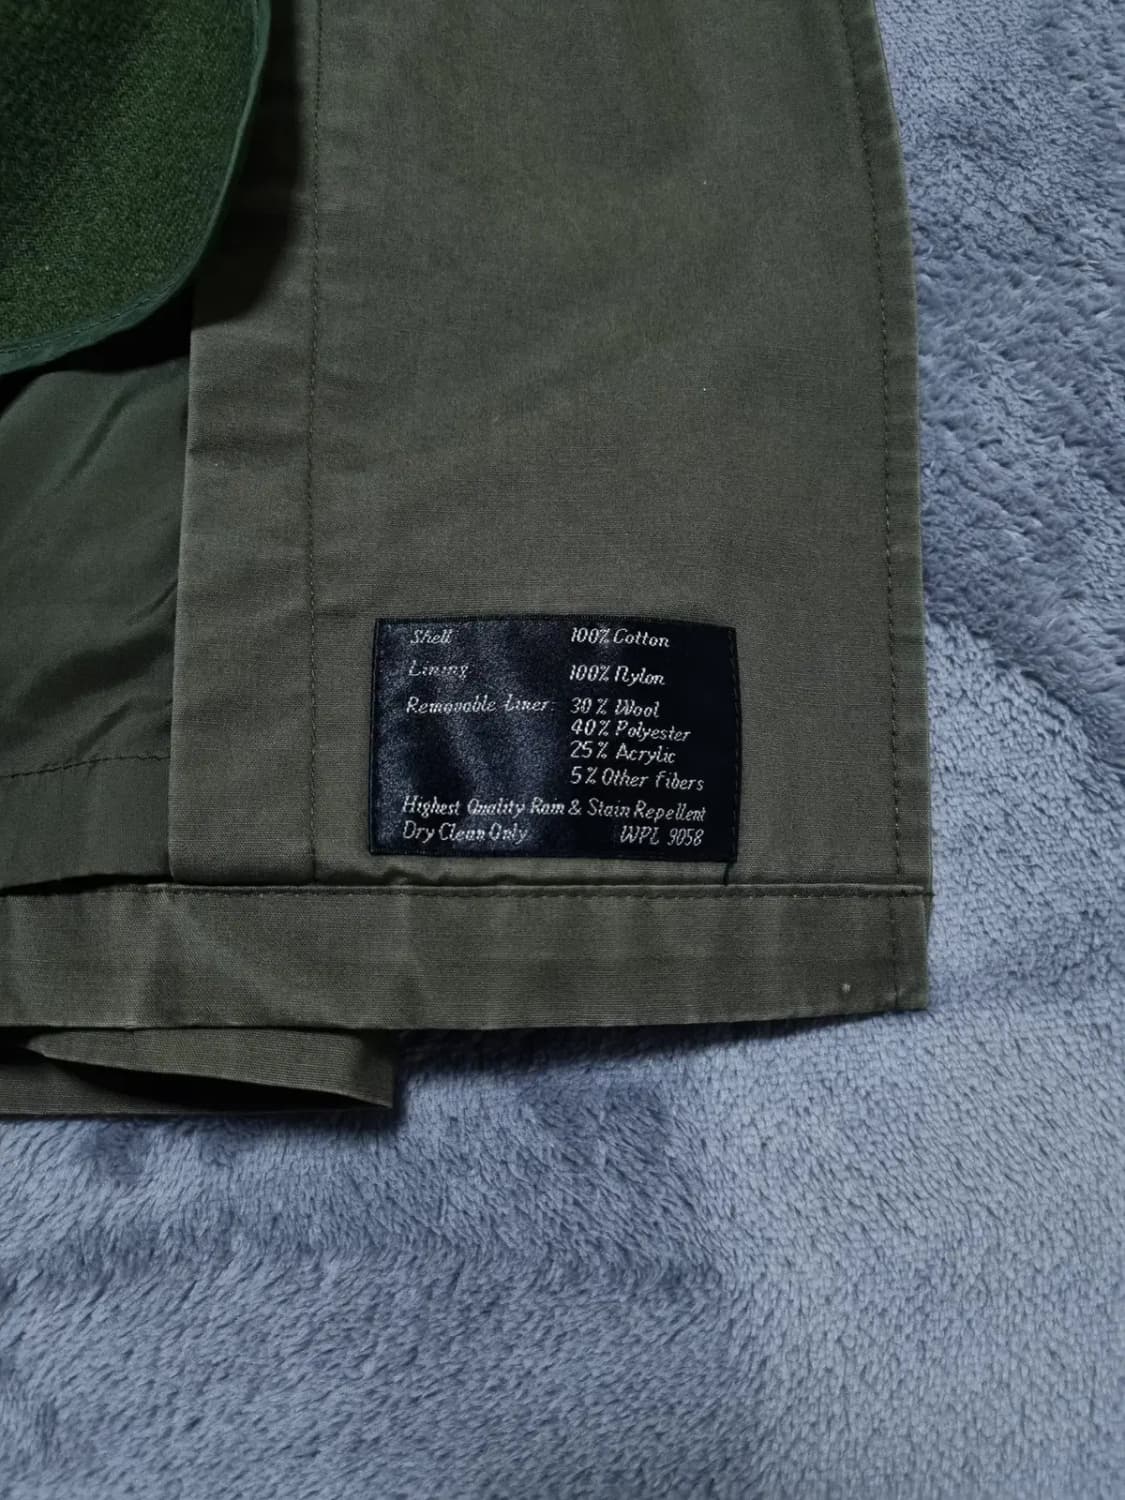 Shell 100% Cotton
Lining 100% Nylon
Removable Liner: 30% Wool
40% Polyester
25% Acrylic
5% Other Fibers
Highest Quality Rain & Stain Repellent
Dry Clean Only WPL 9058